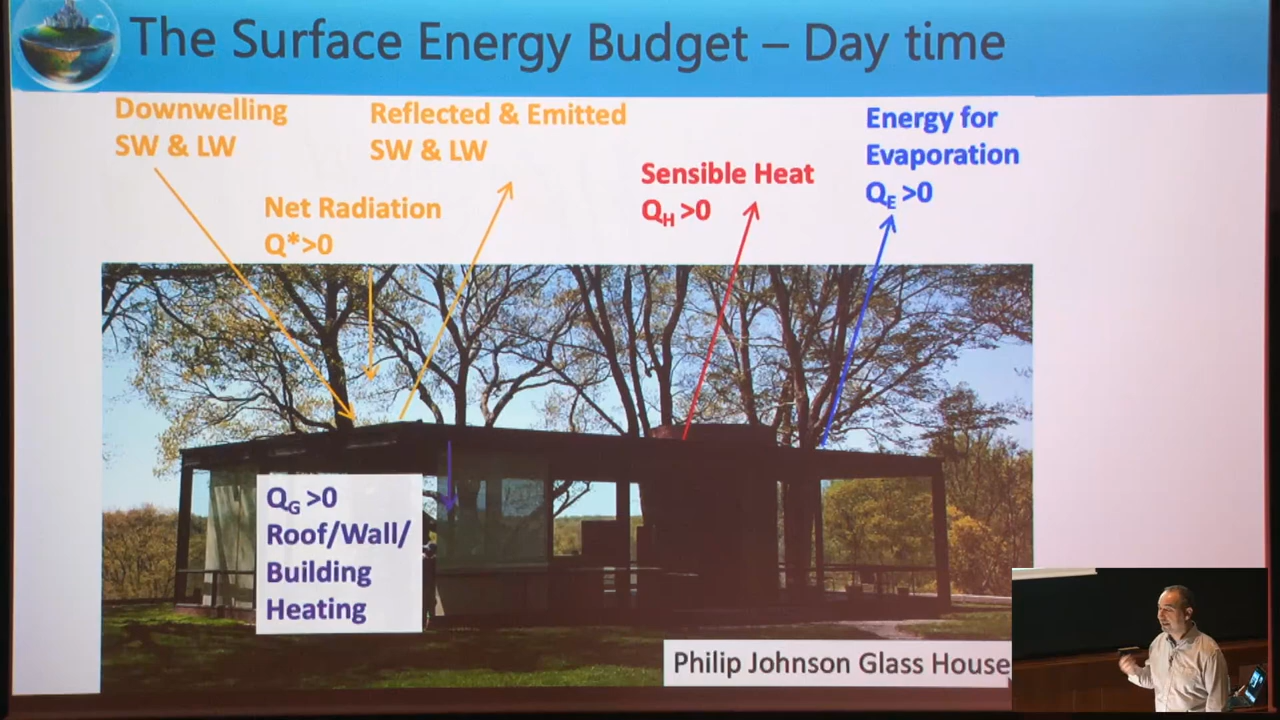 The Surface Energy Budget – Day time
Downwelling
SW & LW
Reflected & Emitted
SW & LW
Net Radiation
Q*>0
Sensible Heat
QH >0
Energy for
Evaporation
QE >0
QG >0
Roof/Wall/
Building
Heating
Philip Johnson Glass House